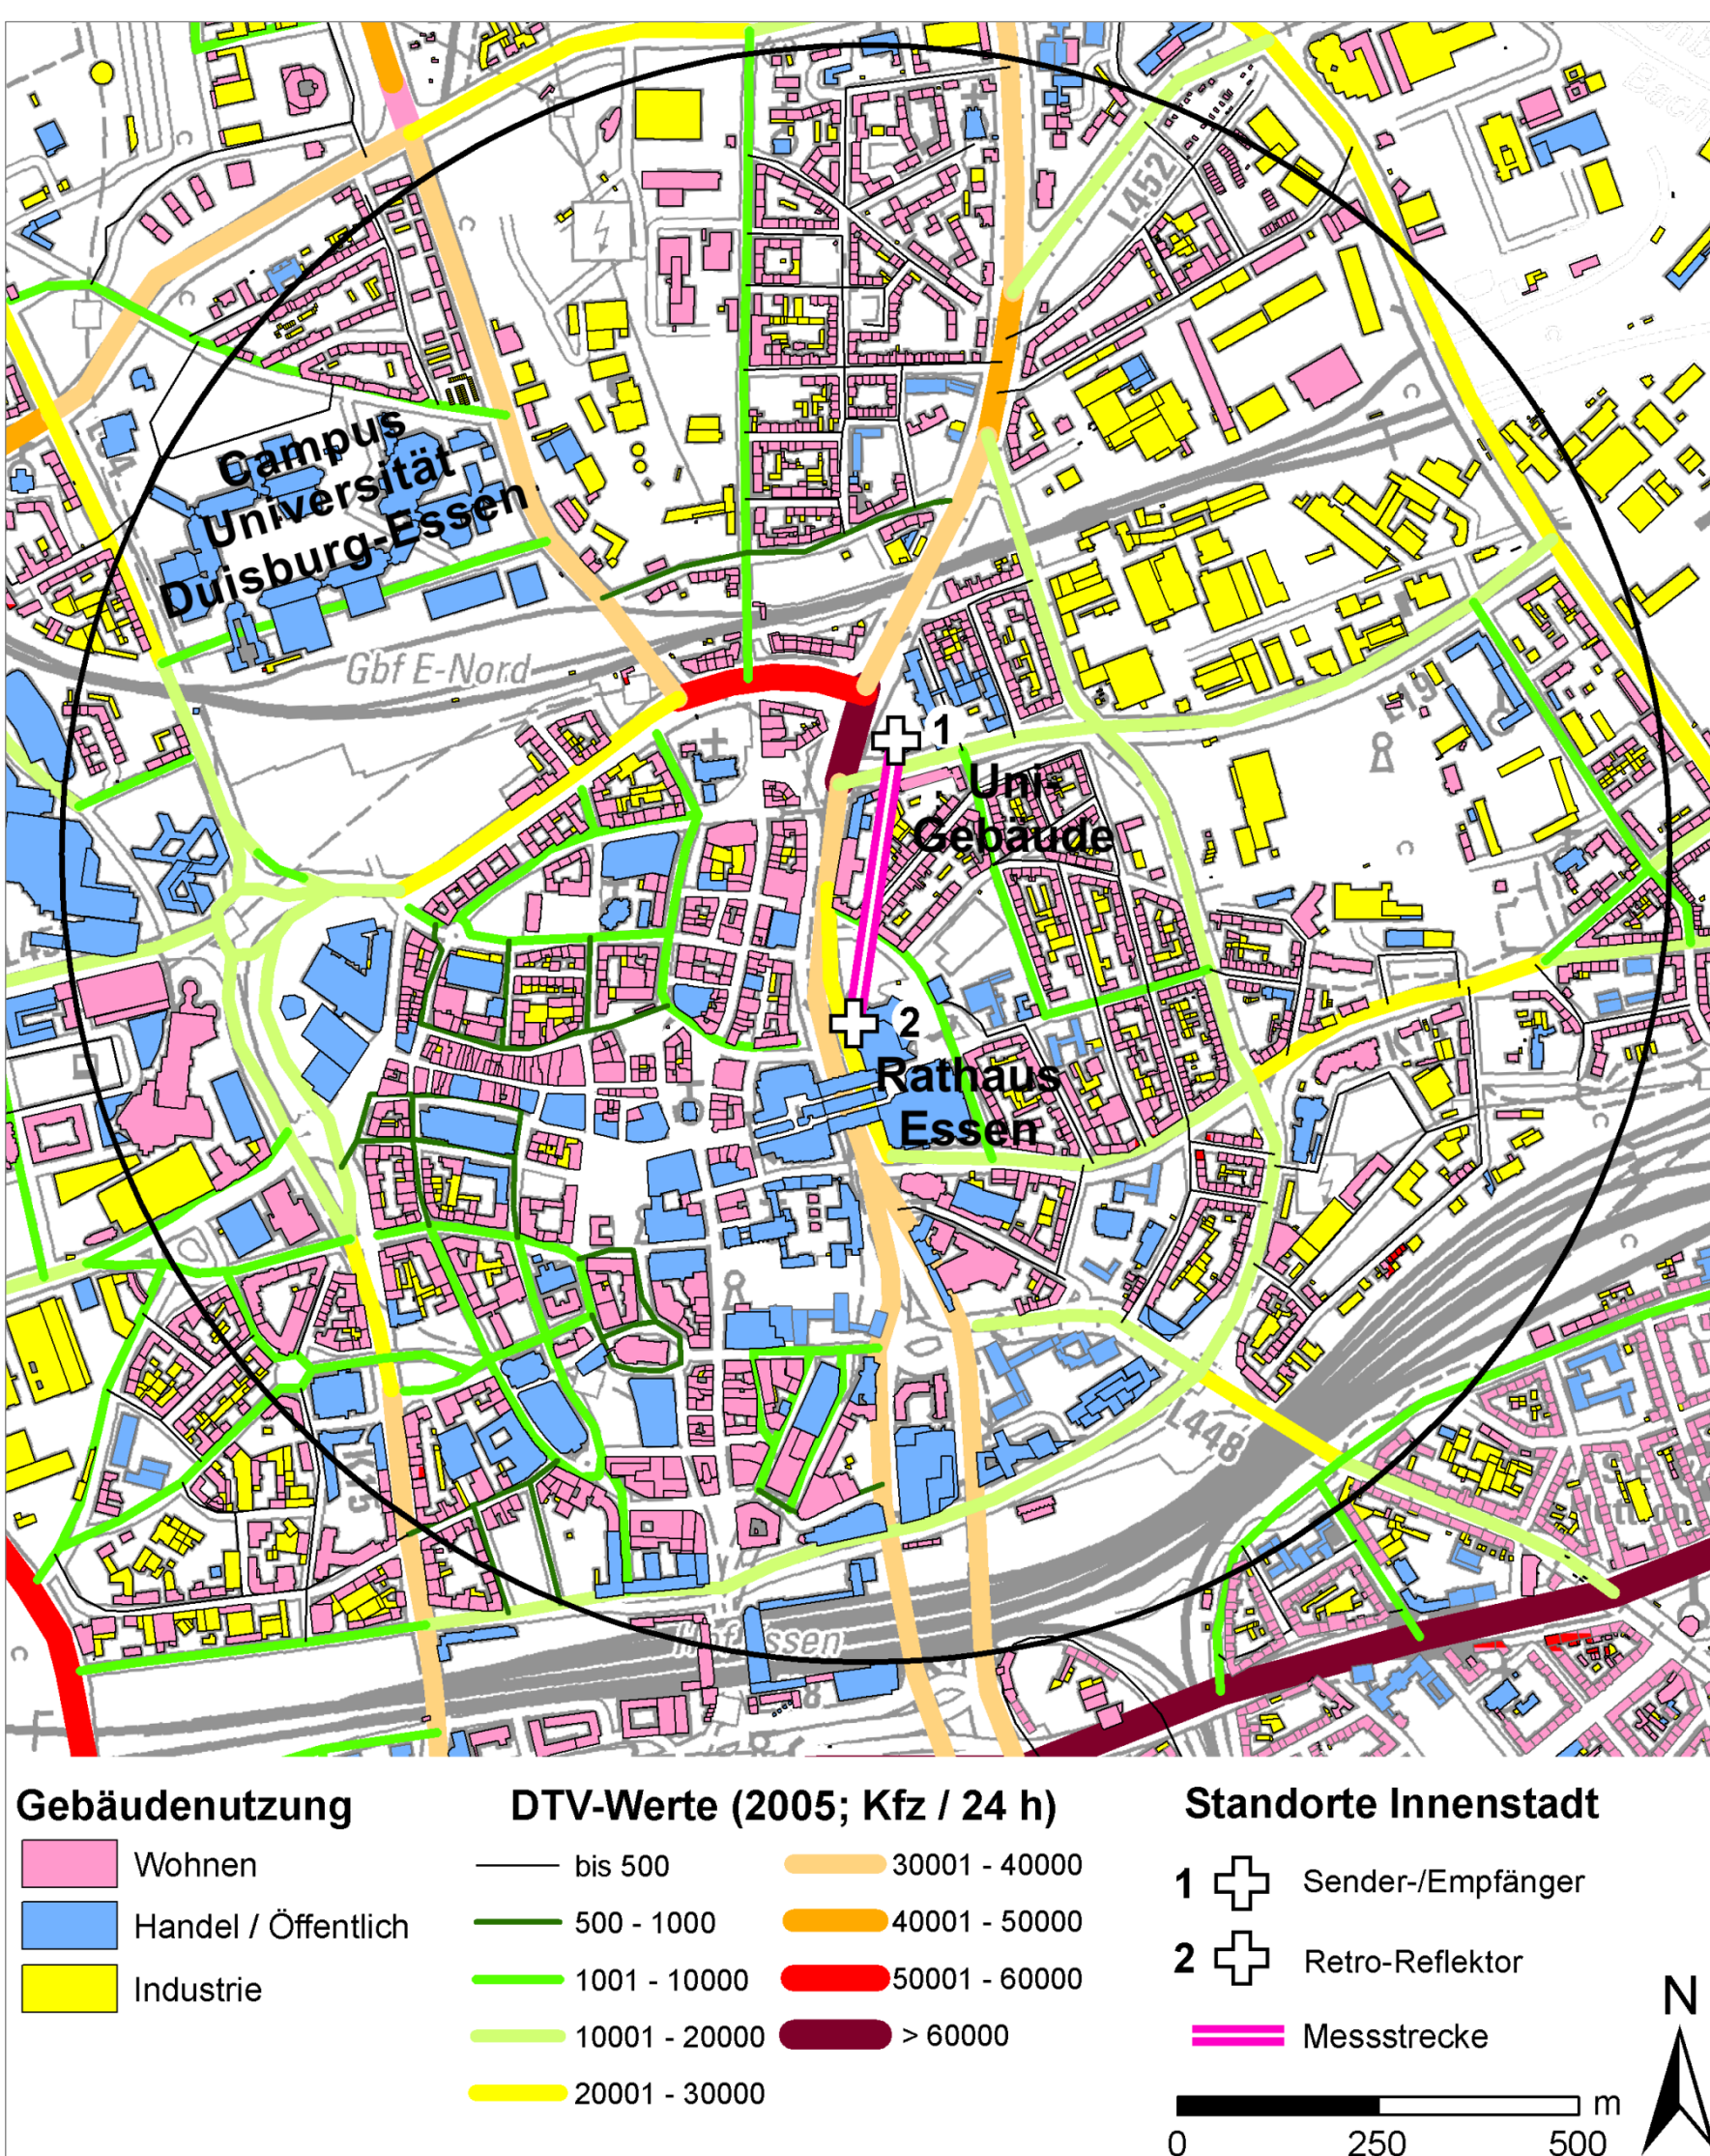 L452
Campus
Universität
Duisburg-Essen
Gbf E-Nord
1
Uni-
Gebäude
2
Rathaus
Essen
L448
Gebäudenutzung
Wohnen
Handel / Öffentlich
Industrie
DTV-Werte (2005; Kfz / 24 h)
bis 500
500 - 1000
1001 - 10000
10001 - 20000
20001 - 30000
30001 - 40000
40001 - 50000
50001 - 60000
> 60000
Standorte Innenstadt
1
Sender-/Empfänger
2
Retro-Reflektor
Messstrecke
N
m
0 250 500